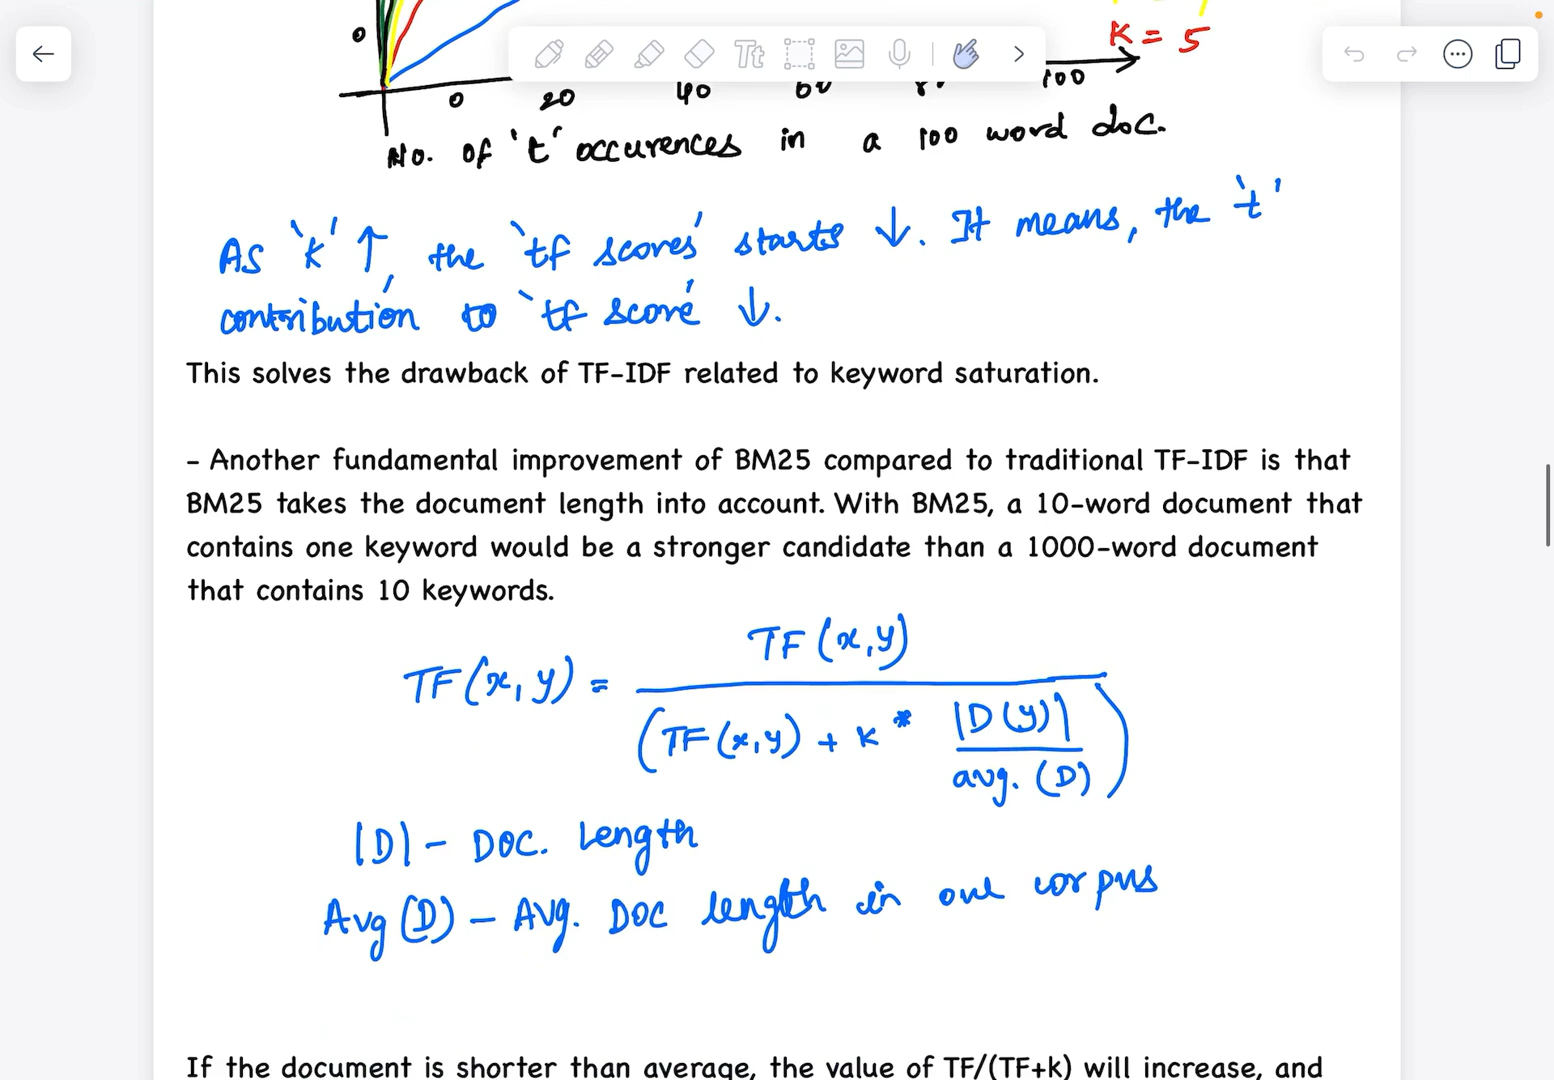 0
K = 5
0 20 40 60 100
No. of 't' occurences in a 100 word doc.
Tt
As 'k' ↑, the 'tf scores' starts ↓. It means, the 't'
contribution to 'tf score' ↓.
This solves the drawback of TF-IDF related to keyword saturation.
- Another fundamental improvement of BM25 compared to traditional TF-IDF is that
BM25 takes the document length into account. With BM25, a 10-word document that
contains one keyword would be a stronger candidate than a 1000-word document
that contains 10 keywords.
TF (x,y)
TF(x, y) =
(TF(x,y) + k * |D(y)|
avg. (D) )
|D| - Doc. Length
Avg (D) - Avg. Doc length in our corpus
If the document is shorter than average, the value of TF/(TF+k) will increase, and